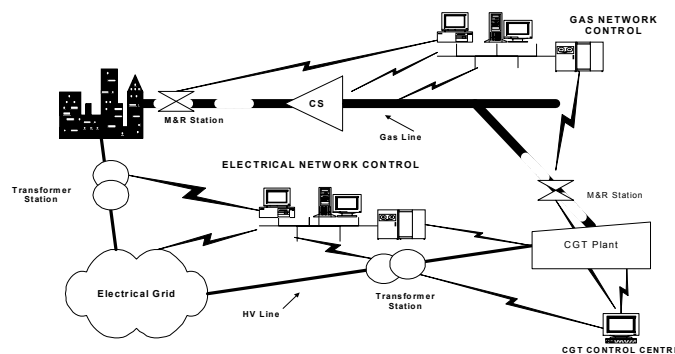 GAS NETWORK
CONTROL
CS
M&R Station
Gas Line
ELECTRICAL NETWORK CONTROL
Transformer
Station
M&R Station
CGT Plant
Electrical Grid
HV Line
Transformer
Station
CGT CONTROL CENTRE